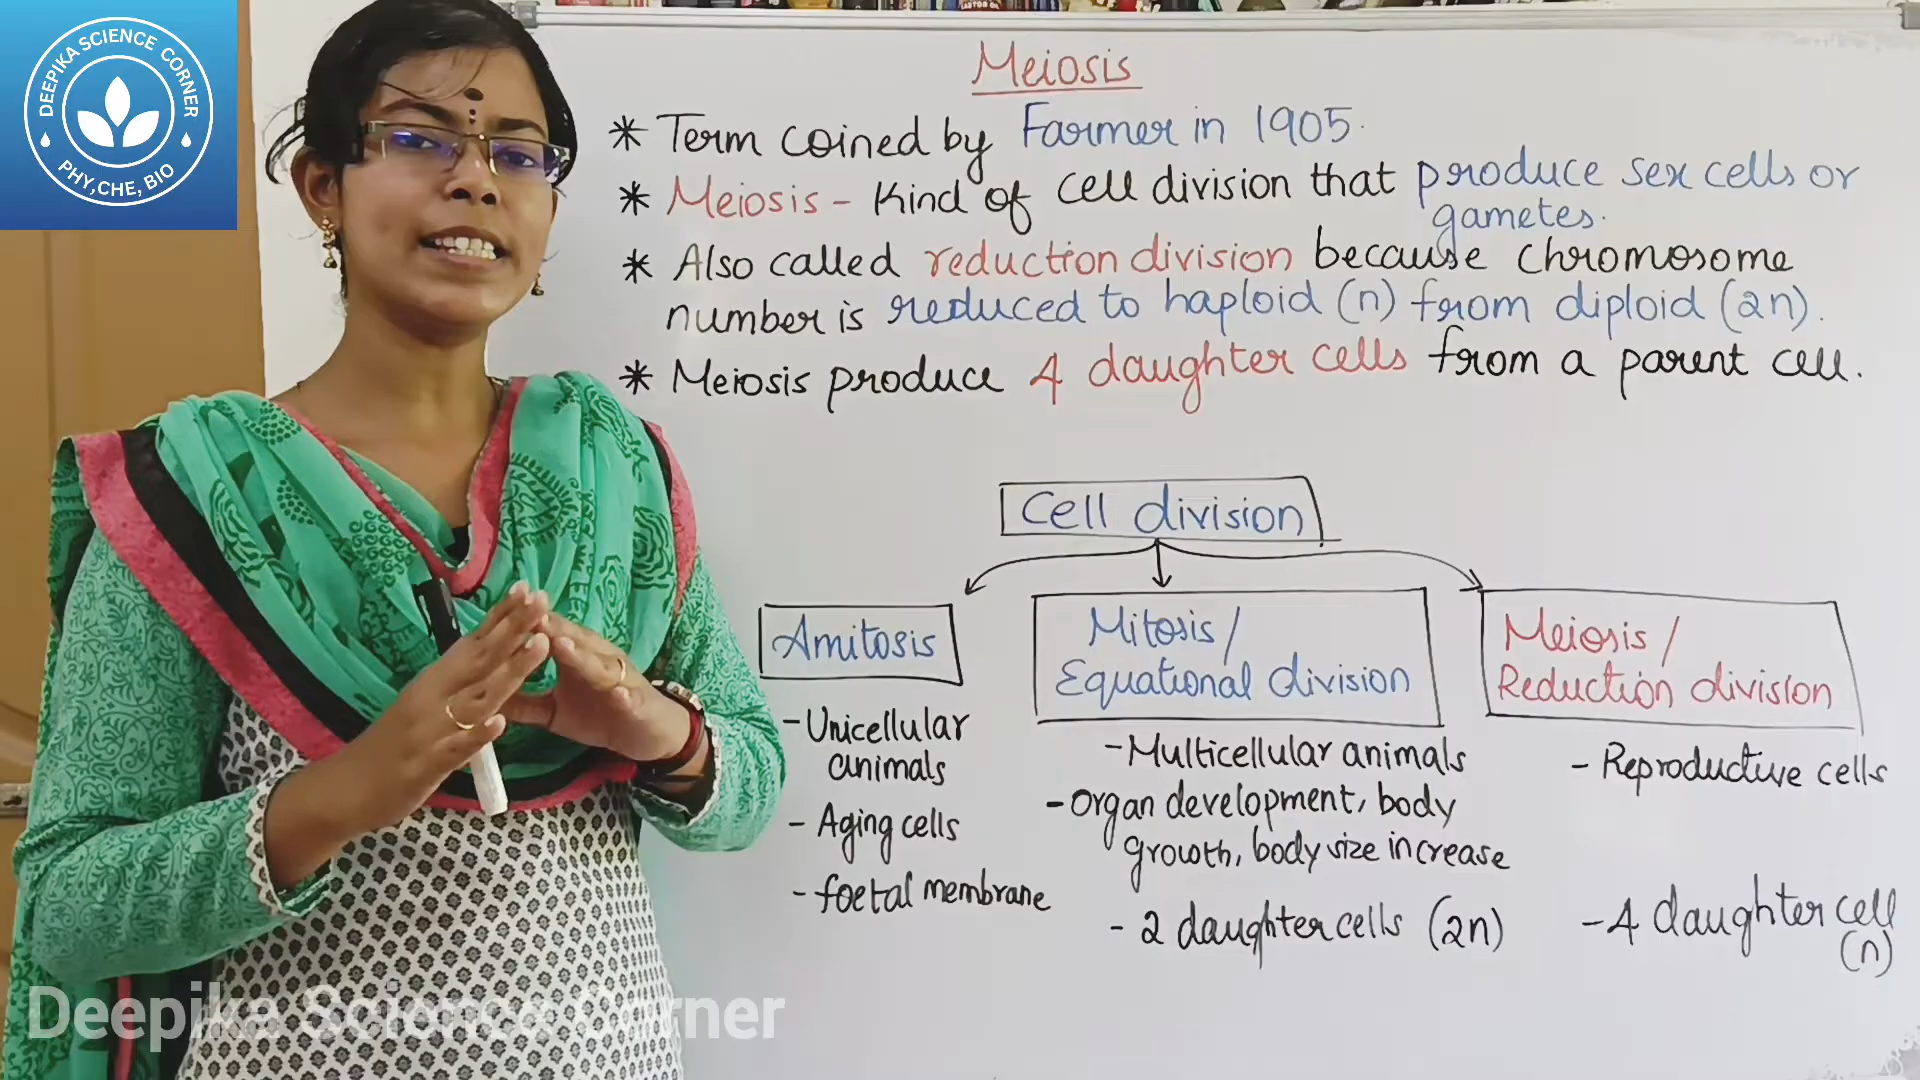 DEEPIKA SCIENCE CORNER
PHY,CHE, BIO
Meiosis
* Term coined by Farmer in 1905.
* Meiosis - Kind of cell division that produce sex cells or
gametes.
* Also called reduction division because chromosome
number is reduced to haploid (n) from diploid (2n).
* Meiosis produce 4 daughter cells from a parent cell.
Cell division
Amitosis
- Unicellular
animals
- Aging cells
- foetal membrane
Mitosis/
Equational division
- Multicellular animals
- Organ development, body
growth, body size increase
- 2 daughter cells (2n)
Meiosis/
Reduction division
- Reproductive cells
- 4 daughter cell
(n)
Deepika Science Corner